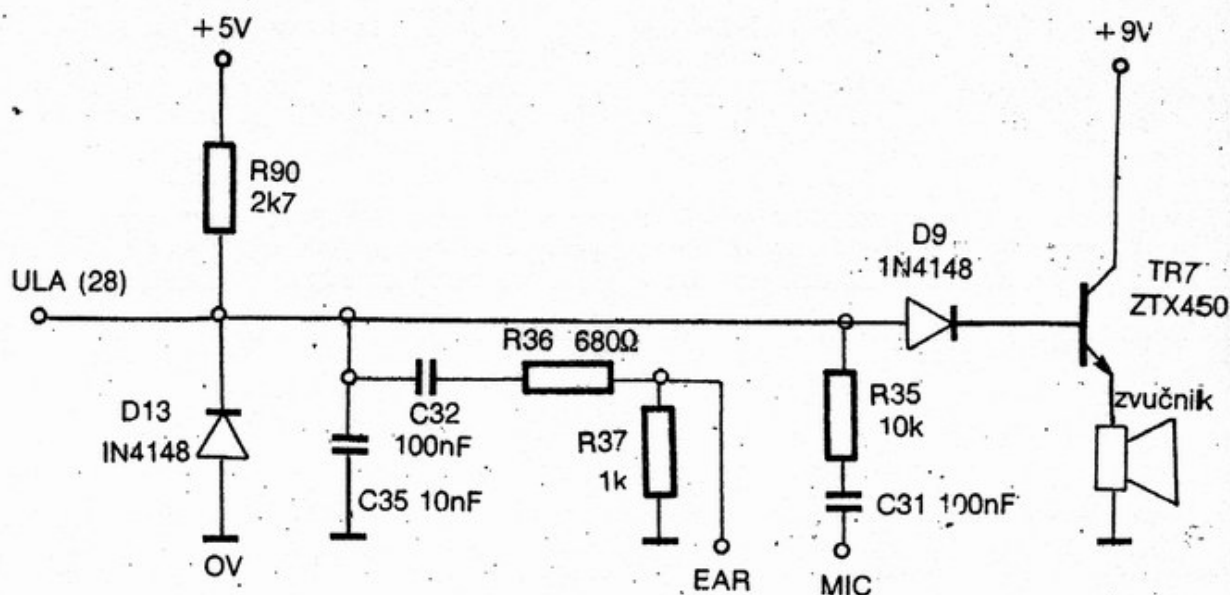 +5V
+9V
R90
2k7
D9
1N4148
TR7
ZTX450
ULA (28)
R36 680Ω
D13
1N4148
C32
100nF
R37
1k
R35
10k
zvučnik
C35 10nF
C31 100nF
OV
EAR
MIC